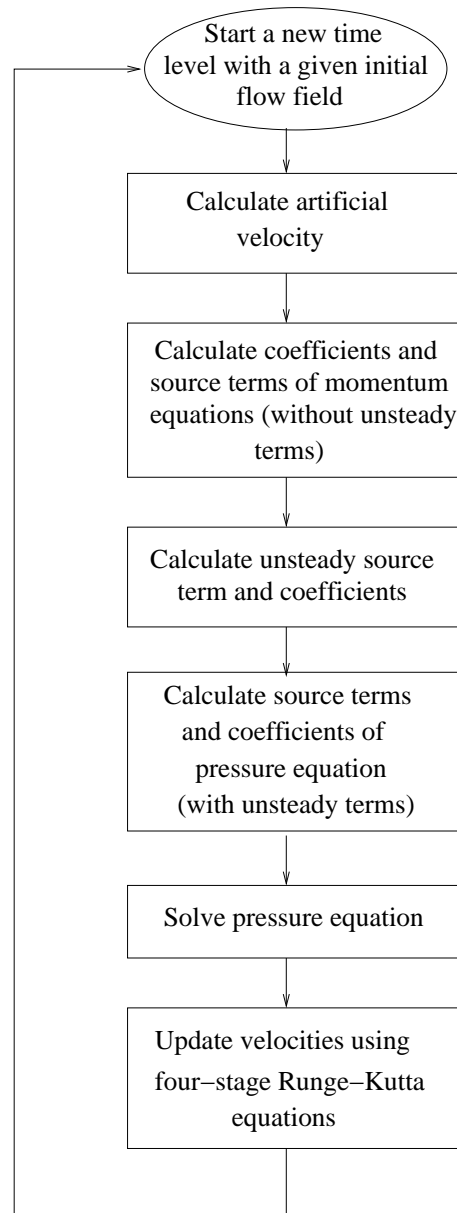 Start a new time
level with a given initial
flow field
Calculate artificial
velocity
Calculate coefficients and
source terms of momentum
equations (without unsteady
terms)
Calculate unsteady source
term and coefficients
Calculate source terms
and coefficients of
pressure equation
(with unsteady terms)
Solve pressure equation
Update velocities using
four−stage Runge−Kutta
equations